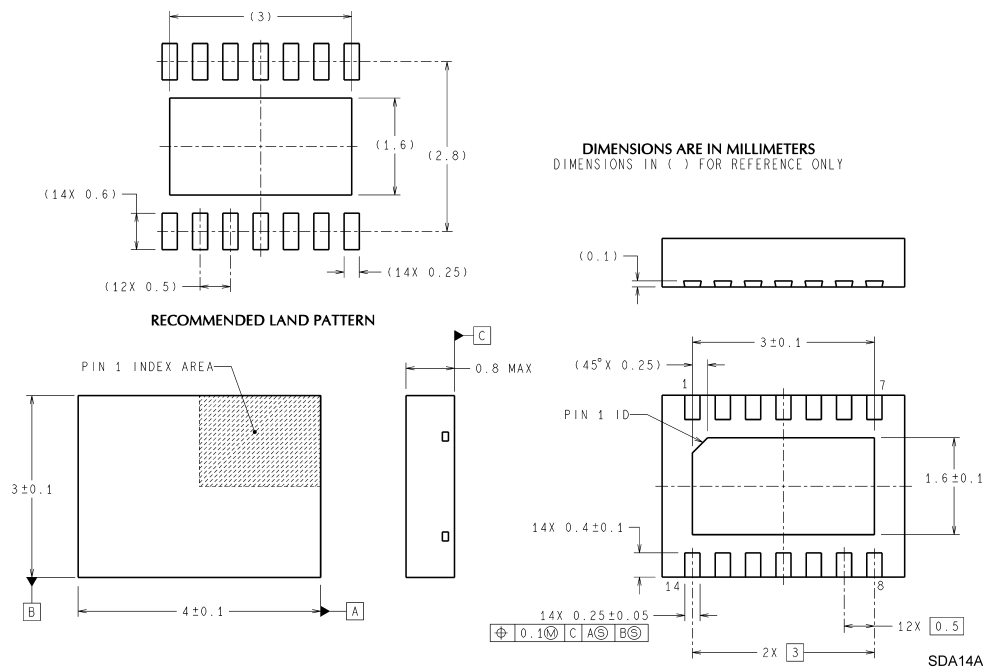 (3)
(1.6)
(2.8)
(14X 0.6)
(12X 0.5)
(14X 0.25)
RECOMMENDED LAND PATTERN
DIMENSIONS ARE IN MILLIMETERS
DIMENSIONS IN ( ) FOR REFERENCE ONLY
(0.1)
PIN 1 INDEX AREA
C
0.8 MAX
3±0.1
B
4±0.1
A
3±0.1
(45°X 0.25)
1
7
PIN 1 ID
1.6±0.1
14X 0.4±0.1
14
8
14X 0.25±0.05
⌖ 0.1Ⓜ C AⓈ BⓈ
12X 0.5
2X 3
SDA14A